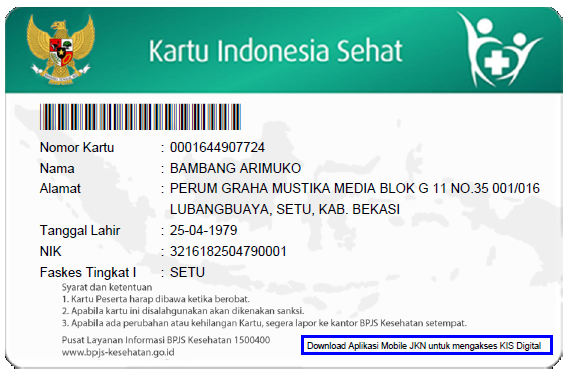 Kartu Indonesia Sehat
Nomor Kartu : 0001644907724
Nama : BAMBANG ARIMUKO
Alamat : PERUM GRAHA MUSTIKA MEDIA BLOK G 11 NO.35 001/016
LUBANGBUAYA, SETU, KAB. BEKASI
Tanggal Lahir : 25-04-1979
NIK : 3216182504790001
Faskes Tingkat I : SETU
Syarat dan ketentuan
1. Kartu Peserta harap dibawa ketika berobat.
2. Apabila kartu ini disalahgunakan akan dikenakan sanksi.
3. Apabila ada perubahan atau kehilangan Kartu, segera lapor ke kantor BPJS Kesehatan setempat.
Pusat Layanan Informasi BPJS Kesehatan 1500400
www.bpjs-kesehatan.go.id
Download Aplikasi Mobile JKN untuk mengakses KIS Digital